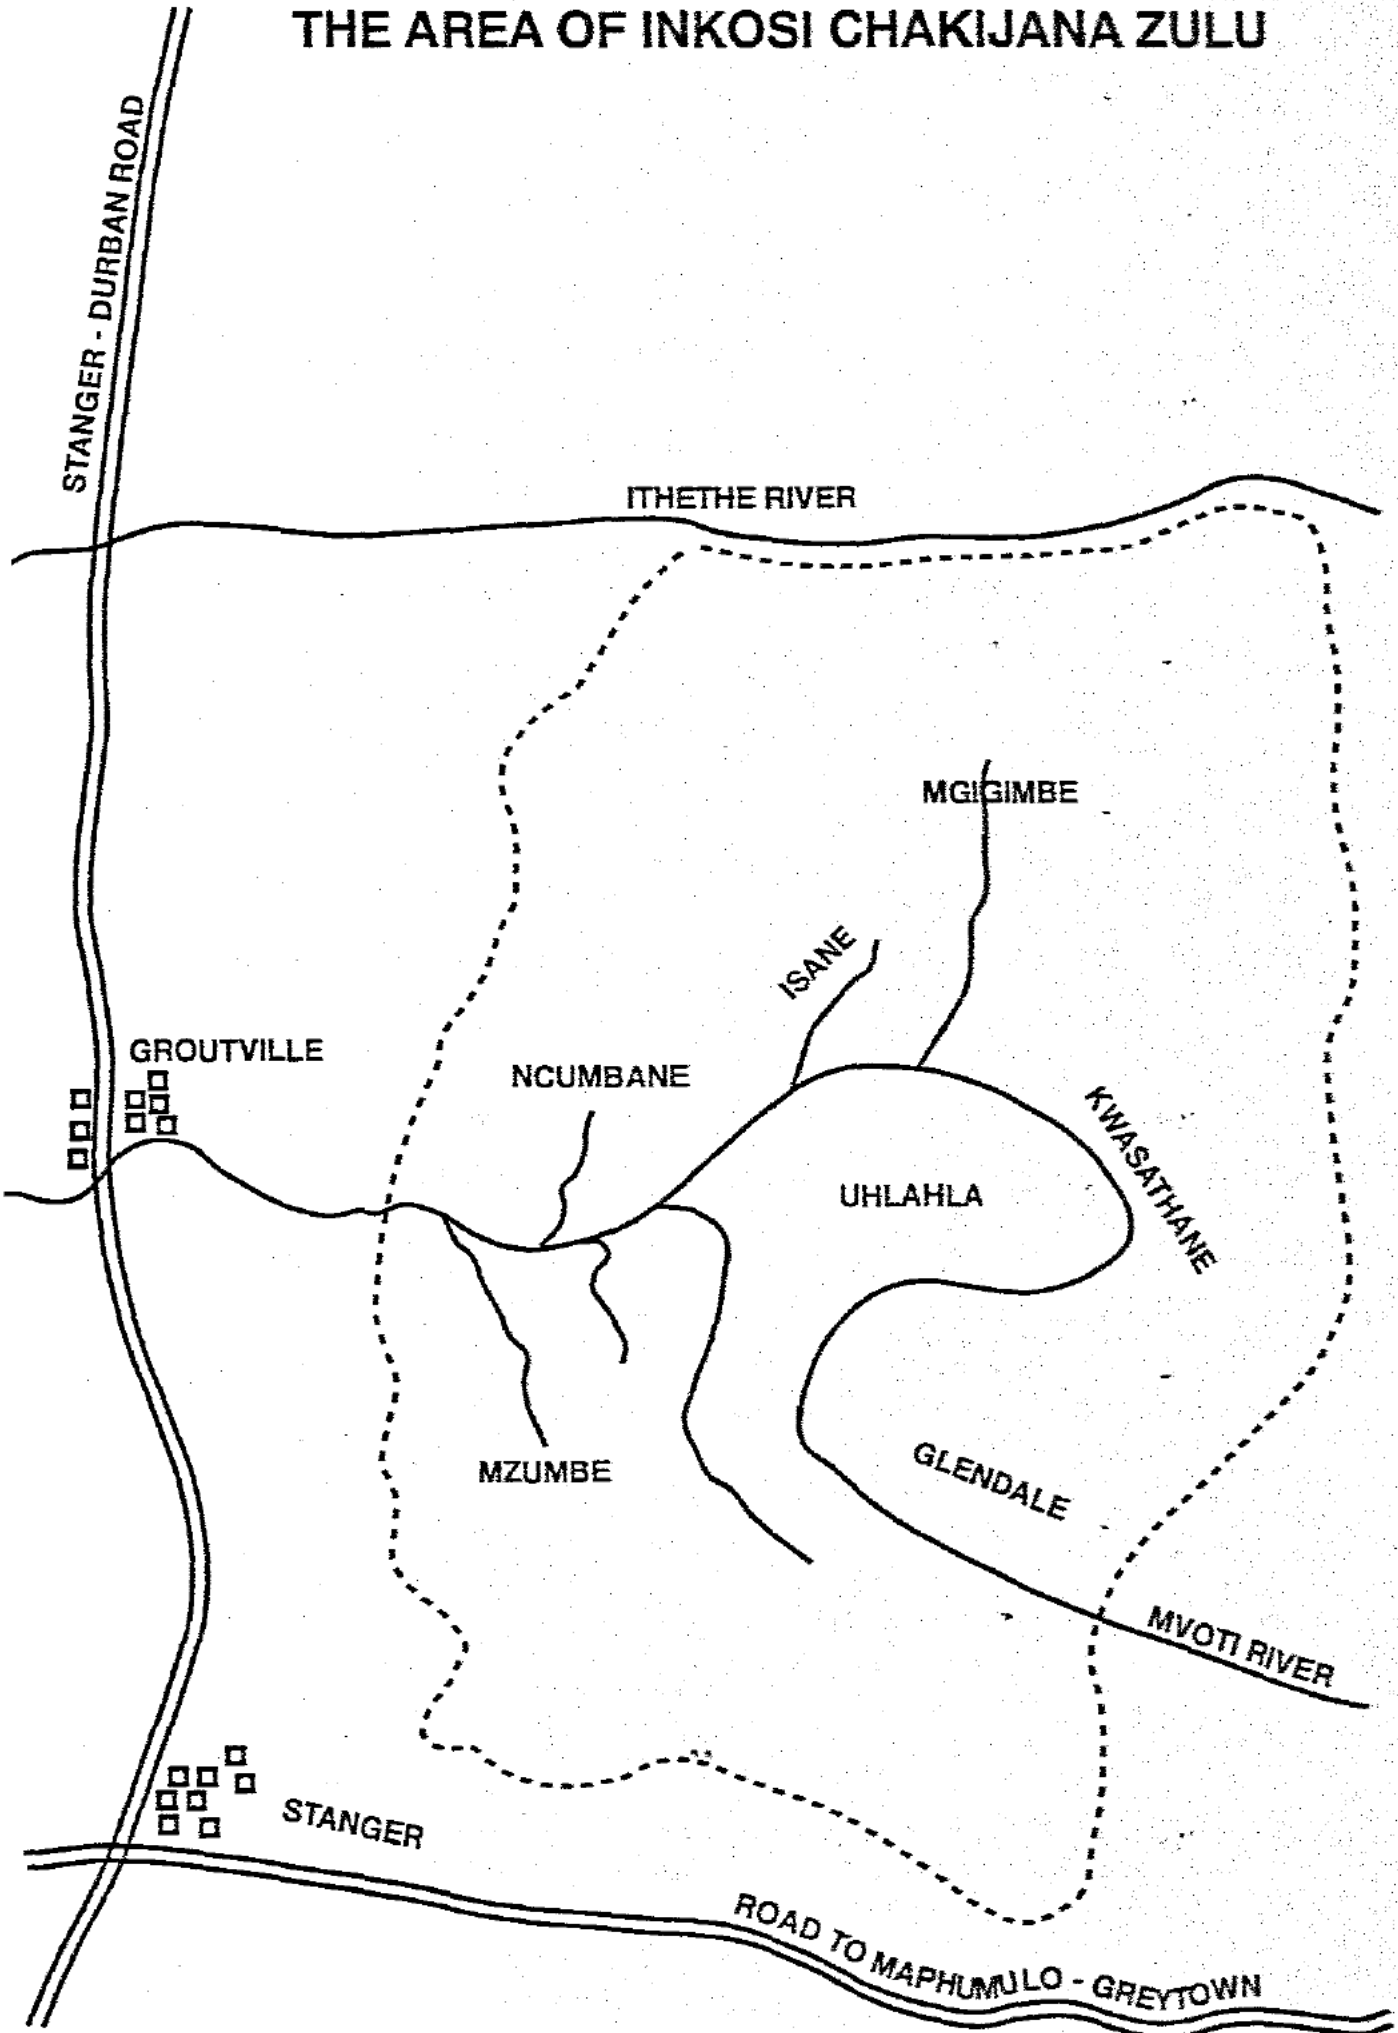 THE AREA OF INKOSI CHAKIJANA ZULU
STANGER - DURBAN ROAD
ITHETHE RIVER
MGIGIMBE
ISANE
GROUTVILLE
NCUMBANE
KWASATHANE
UHLAHLA
GLENDALE
MZUMBE
MVOTI RIVER
STANGER
ROAD TO MAPHUMULO - GREYTOWN